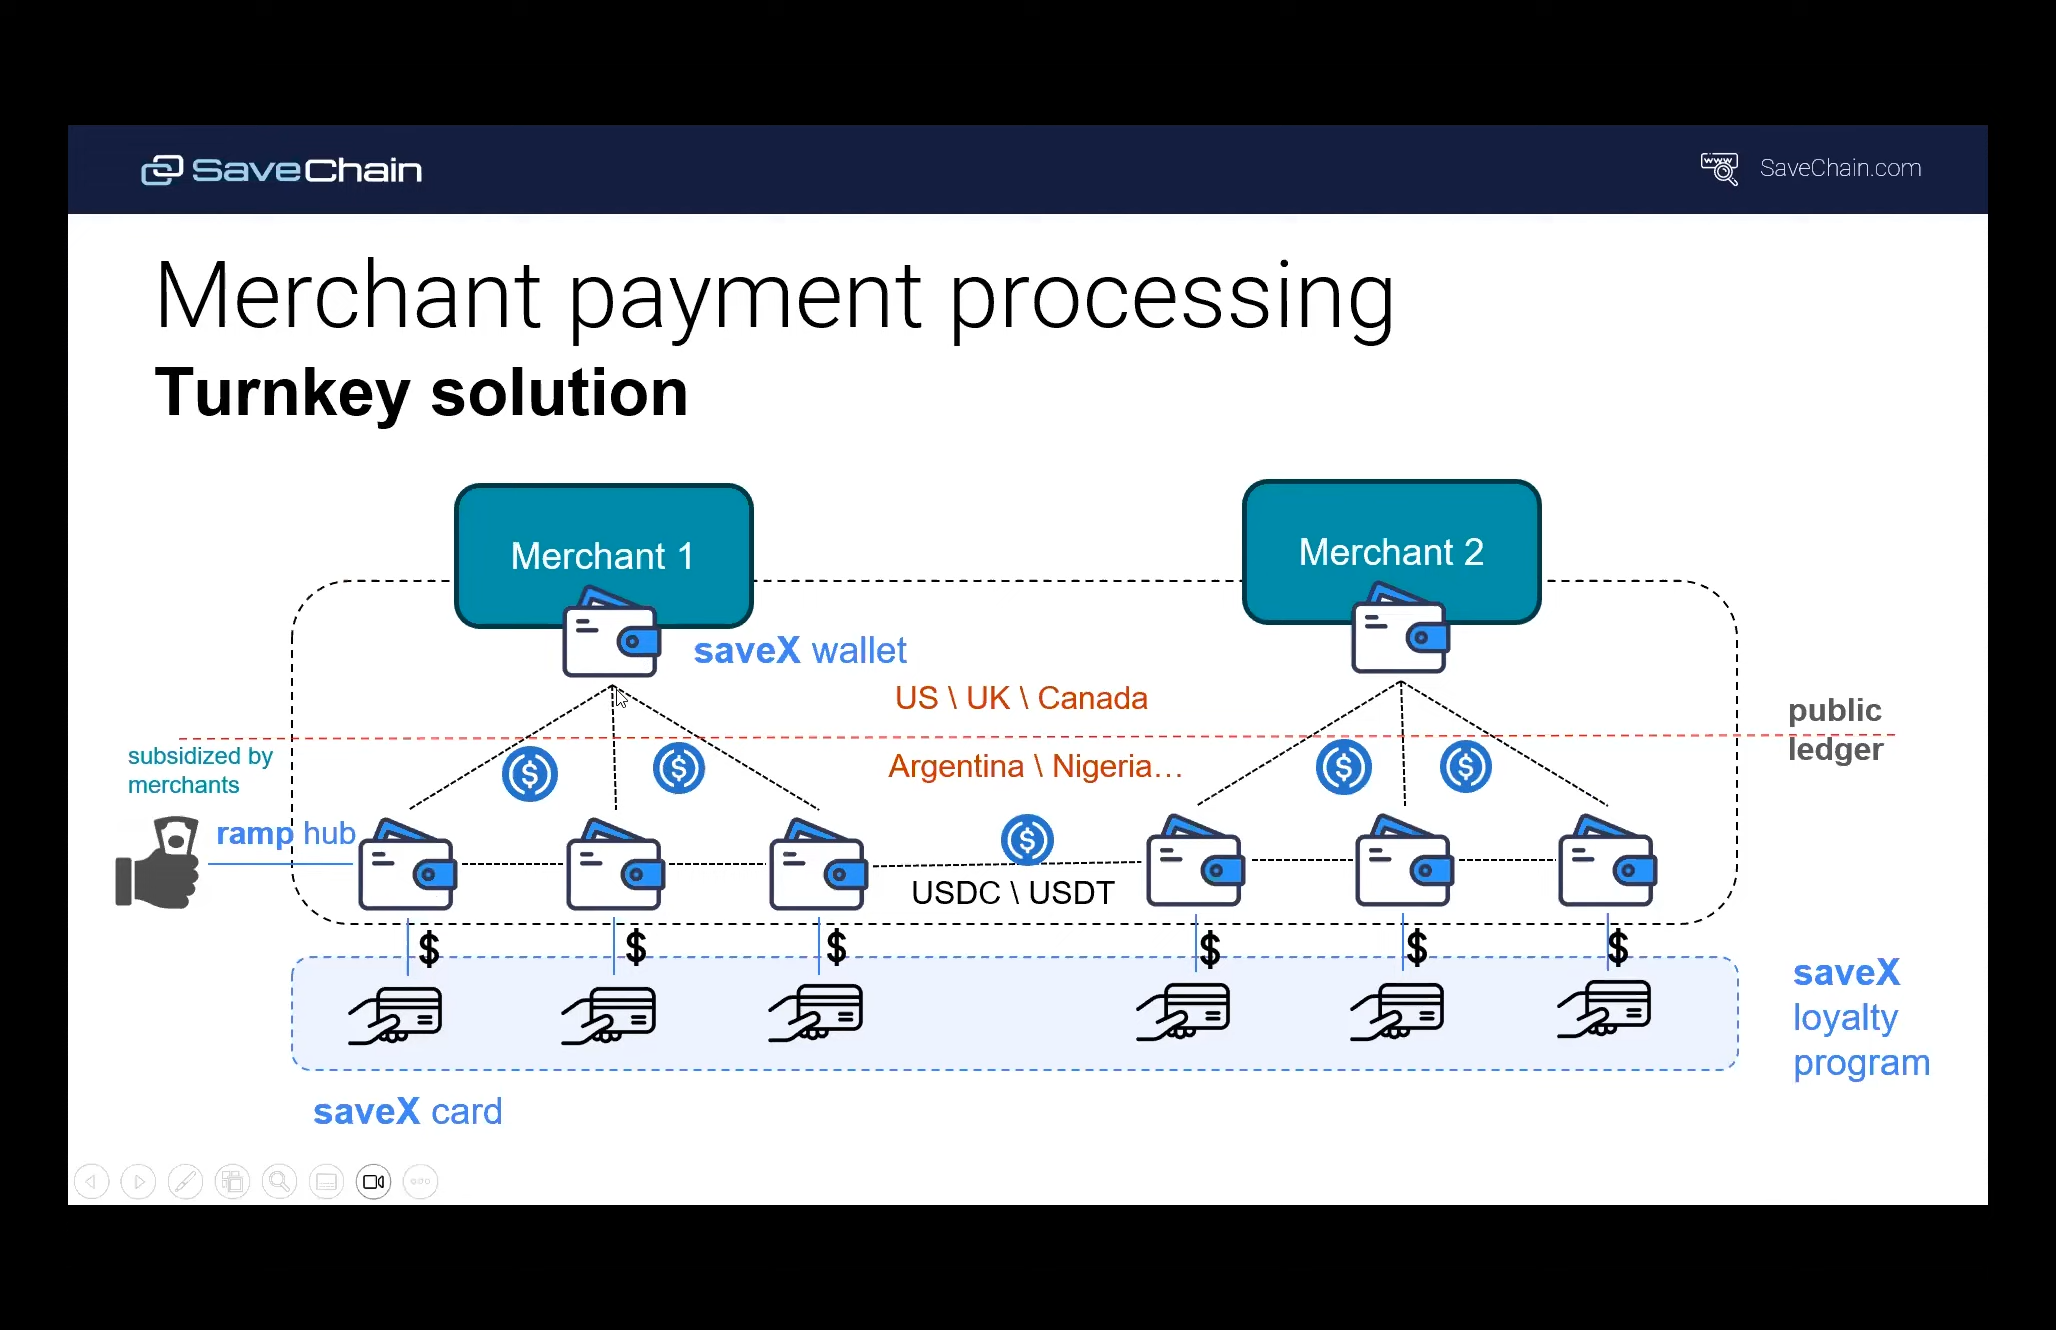 SaveChain
www
SaveChain.com
Merchant payment processing
Turnkey solution
Merchant 1
Merchant 2
saveX wallet
US \ UK \ Canada
public
ledger
subsidized by
merchants
$
$
Argentina \ Nigeria...
$
$
ramp hub
$
USDC \ USDT
$
$
$
$
$
$
saveX
loyalty
program
saveX card